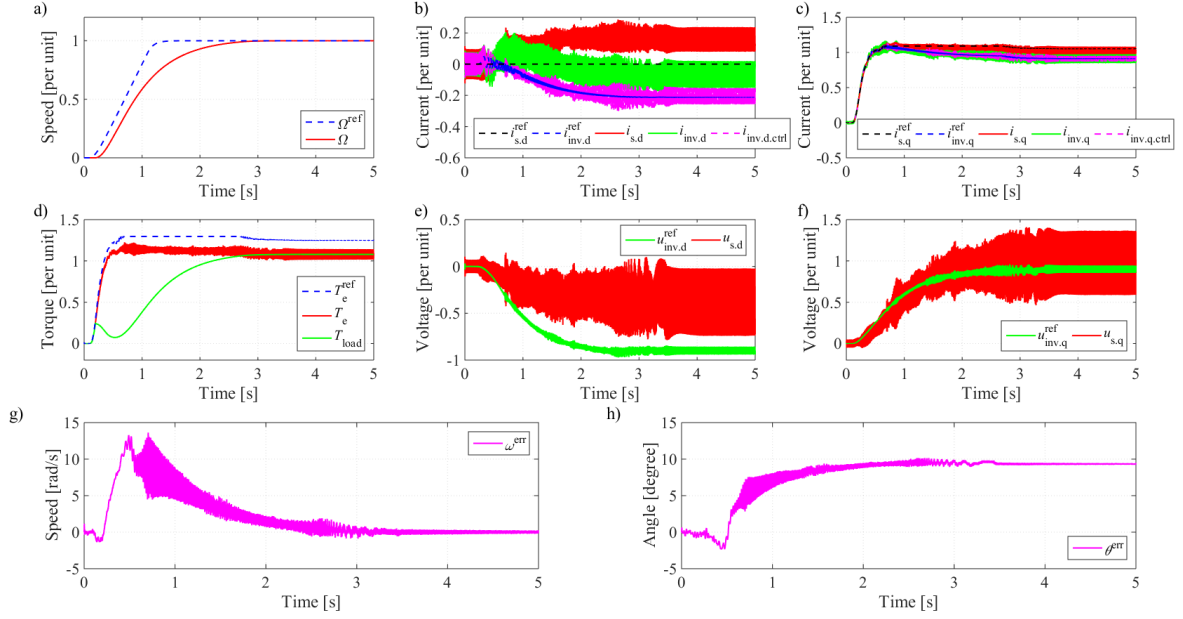 a)
Speed [per unit]
1
0.5
0
Ω^ref
Ω
0 1 2 3 4 5
Time [s]
b)
Current [per unit]
0.4
0.2
0
-0.2
-0.4
-0.6
i_s.d^ref i_inv.d^ref i_s.d i_inv.d i_inv.d.ctrl
0 1 2 3 4 5
Time [s]
c)
Current [per unit]
1.5
1
0.5
0
-0.5
i_s.q^ref i_inv.q^ref i_s.q i_inv.q i_inv.q.ctrl
0 1 2 3 4 5
Time [s]
d)
Torque [per unit]
1.5
1
0.5
0
T_e^ref
T_e
T_load
0 1 2 3 4 5
Time [s]
e)
Voltage [per unit]
0.5
0
-0.5
-1
u_inv.d^ref u_s.d
0 1 2 3 4 5
Time [s]
f)
Voltage [per unit]
1.5
1
0.5
0
u_inv.q^ref u_s.q
0 1 2 3 4 5
Time [s]
g)
Speed [rad/s]
15
10
5
0
-5
ω^err
0 1 2 3 4 5
Time [s]
h)
Angle [degree]
15
10
5
0
-5
θ^err
0 1 2 3 4 5
Time [s]